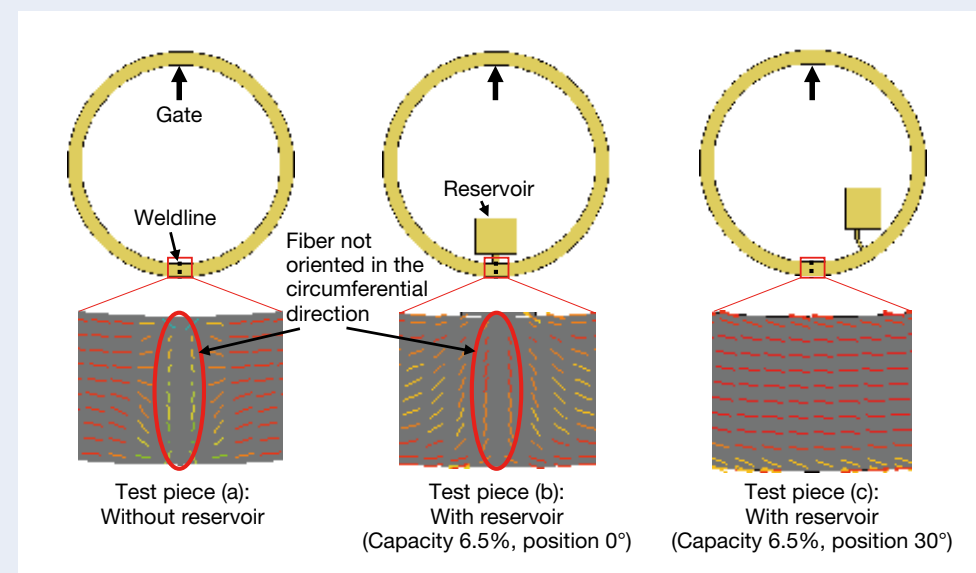 Gate
Reservoir
Weldline
Fiber not
oriented in the
circumferential
direction
Test piece (a):
Without reservoir
Test piece (b):
With reservoir
(Capacity 6.5%, position 0°)
Test piece (c):
With reservoir
(Capacity 6.5%, position 30°)